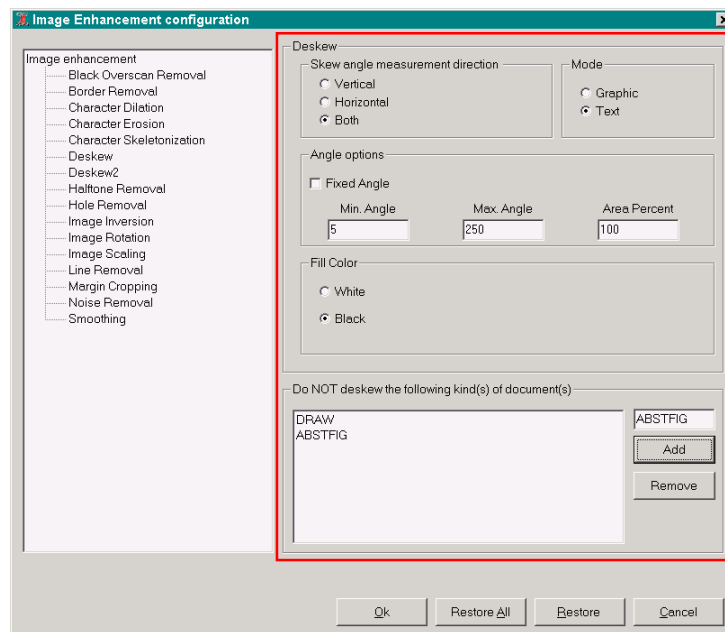 Image Enhancement configuration
Image enhancement
Black Overscan Removal
Border Removal
Character Dilation
Character Erosion
Character Skeletonization
Deskew
Deskew2
Halftone Removal
Hole Removal
Image Inversion
Image Rotation
Image Scaling
Line Removal
Margin Cropping
Noise Removal
Smoothing
Deskew
Skew angle measurement direction
Vertical
Horizontal
Both
Mode
Graphic
Text
Angle options
Fixed Angle
Min. Angle Max. Angle Area Percent
5 250 100
Fill Color
White
Black
Do NOT deskew the following kind(s) of document(s)
DRAW
ABSTFIG
ABSTFIG
Add
Remove
Ok Restore All Restore Cancel